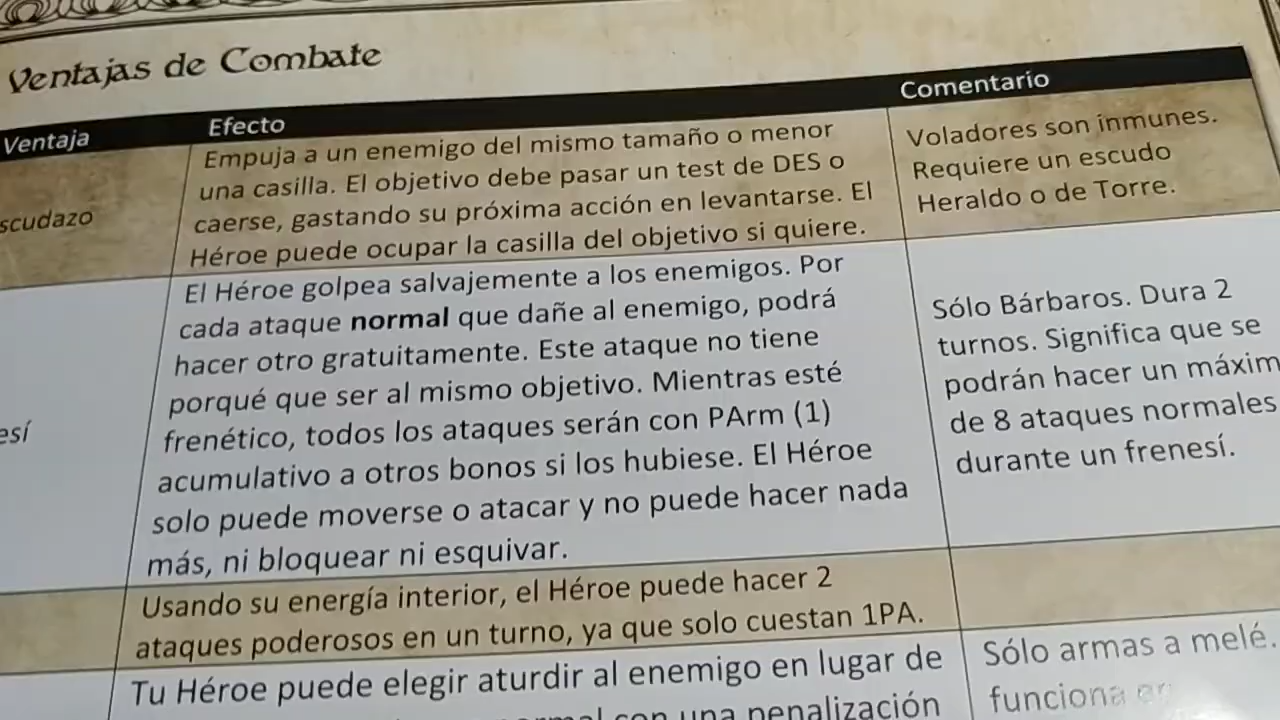 Ventajas de Combate
Ventaja
Efecto
Comentario
scudazo
Empuja a un enemigo del mismo tamaño o menor
una casilla. El objetivo debe pasar un test de DES o
caerse, gastando su próxima acción en levantarse. El
Héroe puede ocupar la casilla del objetivo si quiere.
Voladores son inmunes.
Requiere un escudo
Heraldo o de Torre.
esí
El Héroe golpea salvajemente a los enemigos. Por
cada ataque normal que dañe al enemigo, podrá
hacer otro gratuitamente. Este ataque no tiene
porqué que ser al mismo objetivo. Mientras esté
frenético, todos los ataques serán con PArm (1)
acumulativo a otros bonos si los hubiese. El Héroe
solo puede moverse o atacar y no puede hacer nada
más, ni bloquear ni esquivar.
Sólo Bárbaros. Dura 2
turnos. Significa que se
podrán hacer un máxim
de 8 ataques normales
durante un frenesí.
Usando su energía interior, el Héroe puede hacer 2
ataques poderosos en un turno, ya que solo cuestan 1PA.
Tu Héroe puede elegir aturdir al enemigo en lugar de
con una penalización
Sólo armas a melé.
funciona en